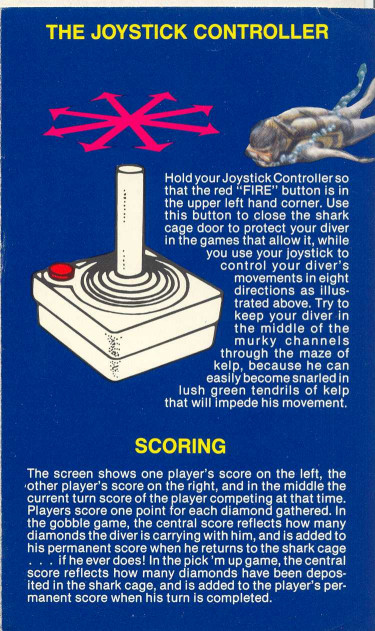 THE JOYSTICK CONTROLLER
Hold your Joystick Controller so
that the red "FIRE" button is in
the upper left hand corner. Use
this button to close the shark
cage door to protect your diver
in the games that allow it, while
you use your joystick to
control your diver's
movements in eight
directions as illus-
trated above. Try to
keep your diver in
the middle of the
murky channels
through the maze of
kelp, because he can
easily become snarled in
lush green tendrils of kelp
that will impede his movement.
SCORING
The screen shows one player's score on the left, the
other player's score on the right, and in the middle the
current turn score of the player competing at that time.
Players score one point for each diamond gathered. In
the gobble game, the central score reflects how many
diamonds the diver is carrying with him, and is added to
his permanent score when he returns to the shark cage
. . . if he ever does! In the pick 'm up game, the central
score reflects how many diamonds have been depos-
ited in the shark cage, and is added to the player's per-
manent score when his turn is completed.